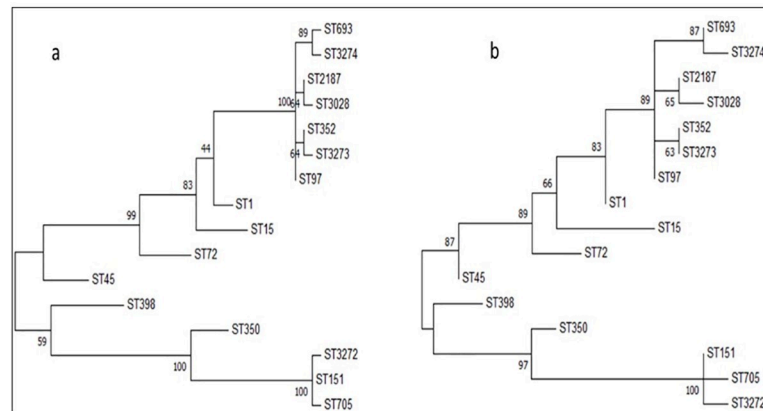 a
ST693
89
ST3274
ST2187
100
64
ST3028
ST352
64
ST3273
ST97
44
ST1
83
ST15
99
ST72
ST45
ST398
59
ST350
100
ST3272
ST151
100
ST705
b
ST693
87
ST3274
ST2187
89
65
ST3028
ST352
63
ST3273
ST97
83
ST1
66
ST15
89
ST72
87
ST45
ST398
ST350
97
ST151
ST705
100
ST3272